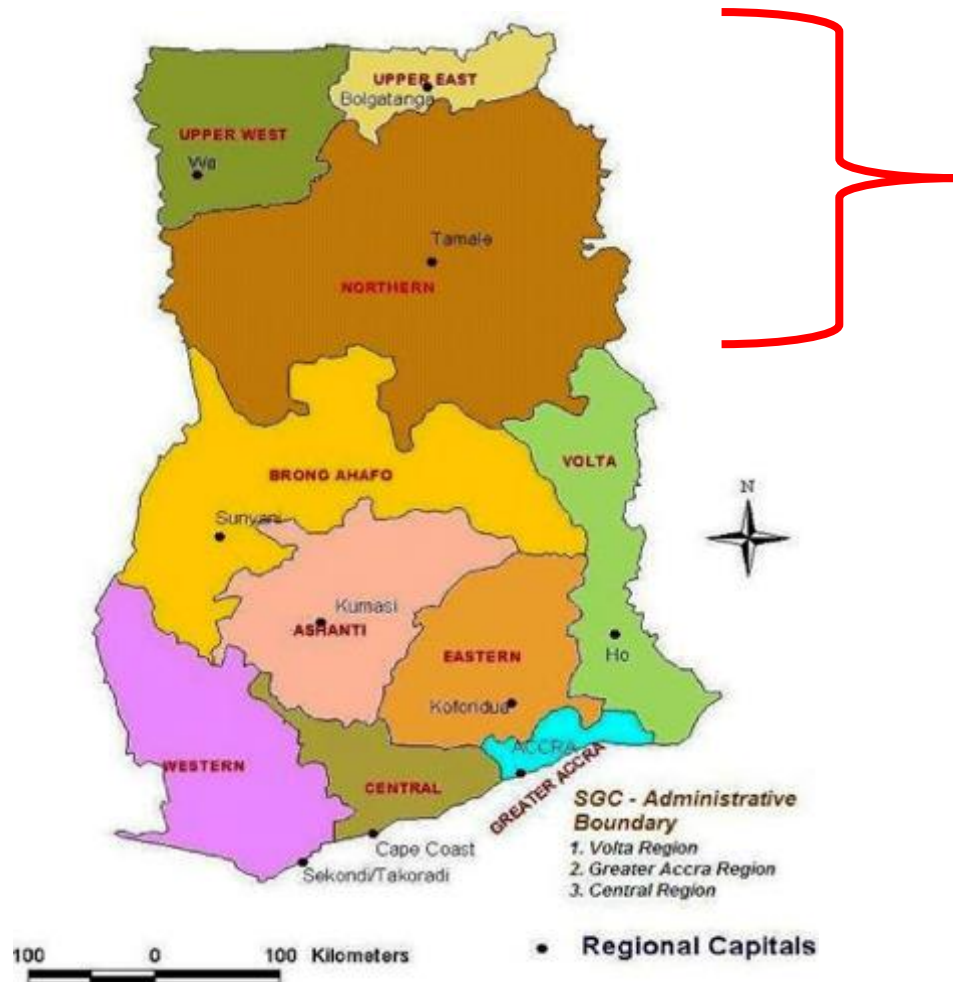 UPPER EAST
Bolgatanga
UPPER WEST
Wa
Tamale
NORTHERN
BRONG AHAFO
VOLTA
N
Sunyani
Kumasi
ASHANTI
EASTERN
Ho
Koforidua
ACCRA
WESTERN
CENTRAL
GREATER ACCRA
SGC - Administrative
Boundary
1. Volta Region
2. Greater Accra Region
3. Central Region
Cape Coast
Sekondi/Takoradi
100 0 100 Kilometers
Regional Capitals